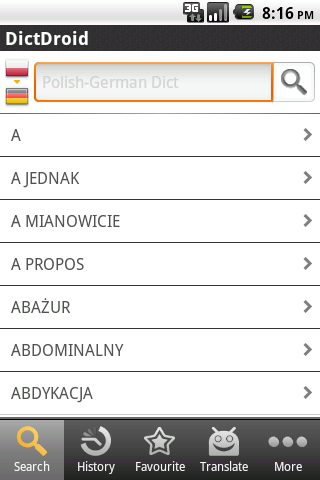 3G 8:16 PM
DictDroid
Polish-German Dict
A
A JEDNAK
A MIANOWICIE
A PROPOS
ABAŻUR
ABDOMINALNY
ABDYKACJA
Search History Favourite Translate More